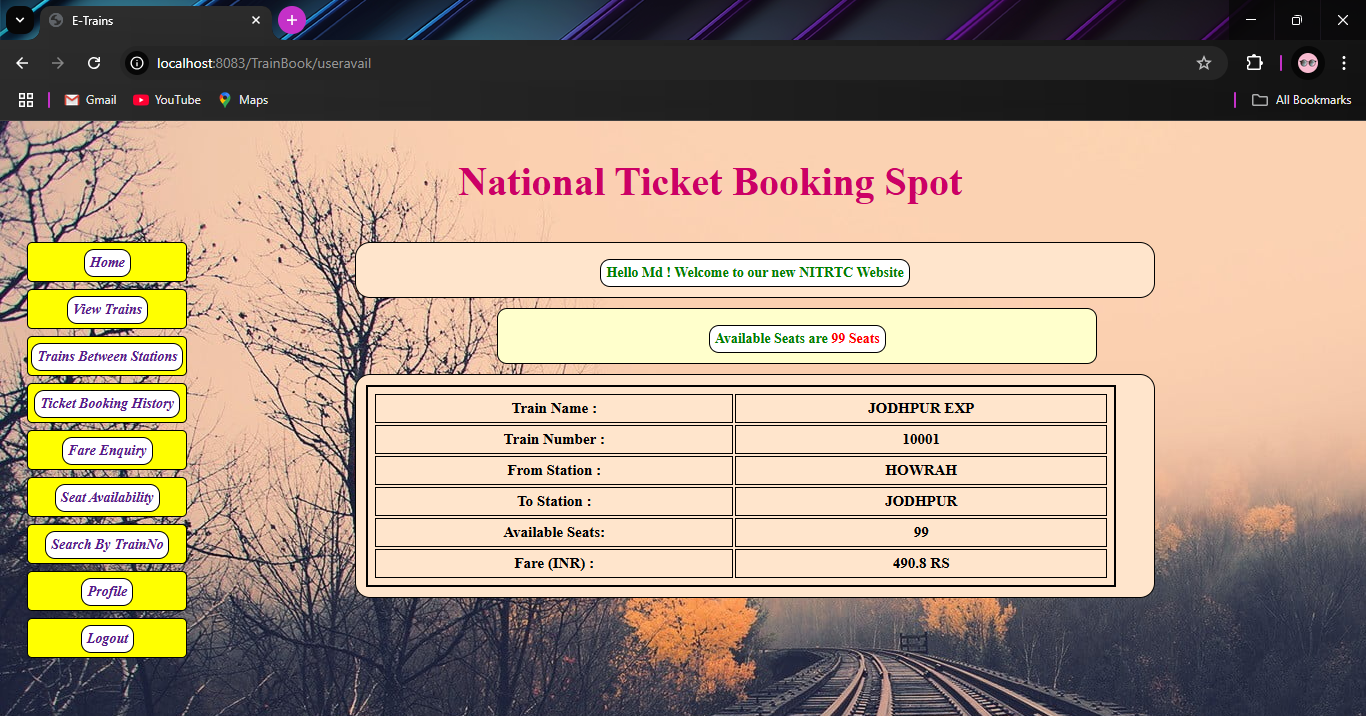 E-Trains
localhost:8083/TrainBook/useravail
Gmail YouTube Maps All Bookmarks
National Ticket Booking Spot
Home
View Trains
Trains Between Stations
Ticket Booking History
Fare Enquiry
Seat Availability
Search By TrainNo
Profile
Logout
Hello Md ! Welcome to our new NITRTC Website
Available Seats are 99 Seats
Train Name : JODHPUR EXP
Train Number : 10001
From Station : HOWRAH
To Station : JODHPUR
Available Seats: 99
Fare (INR) : 490.8 RS